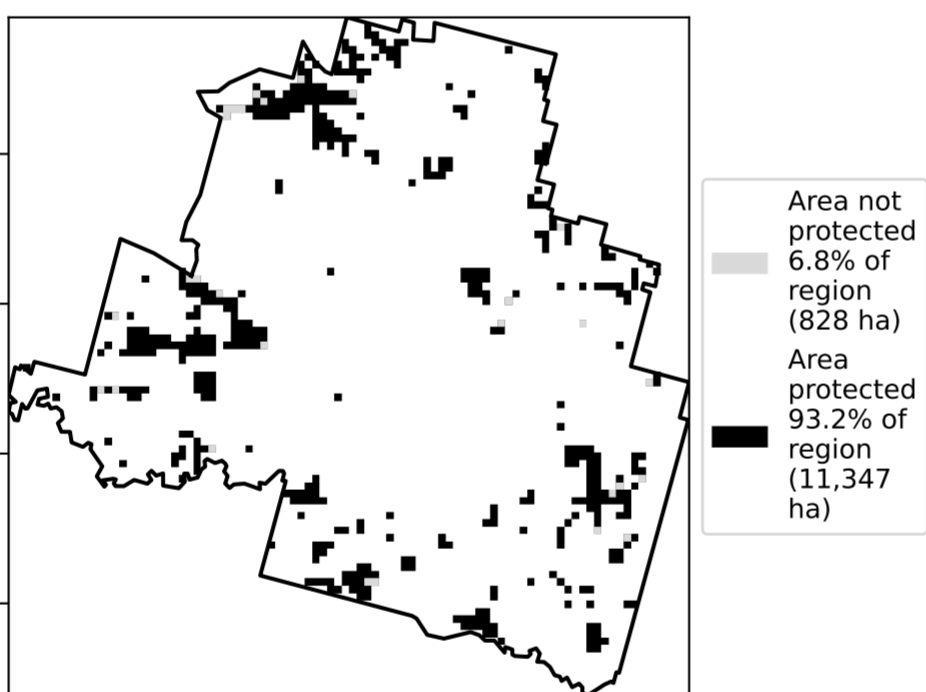 Area not
protected
6.8% of
region
(828 ha)
Area
protected
93.2% of
region
(11,347
ha)